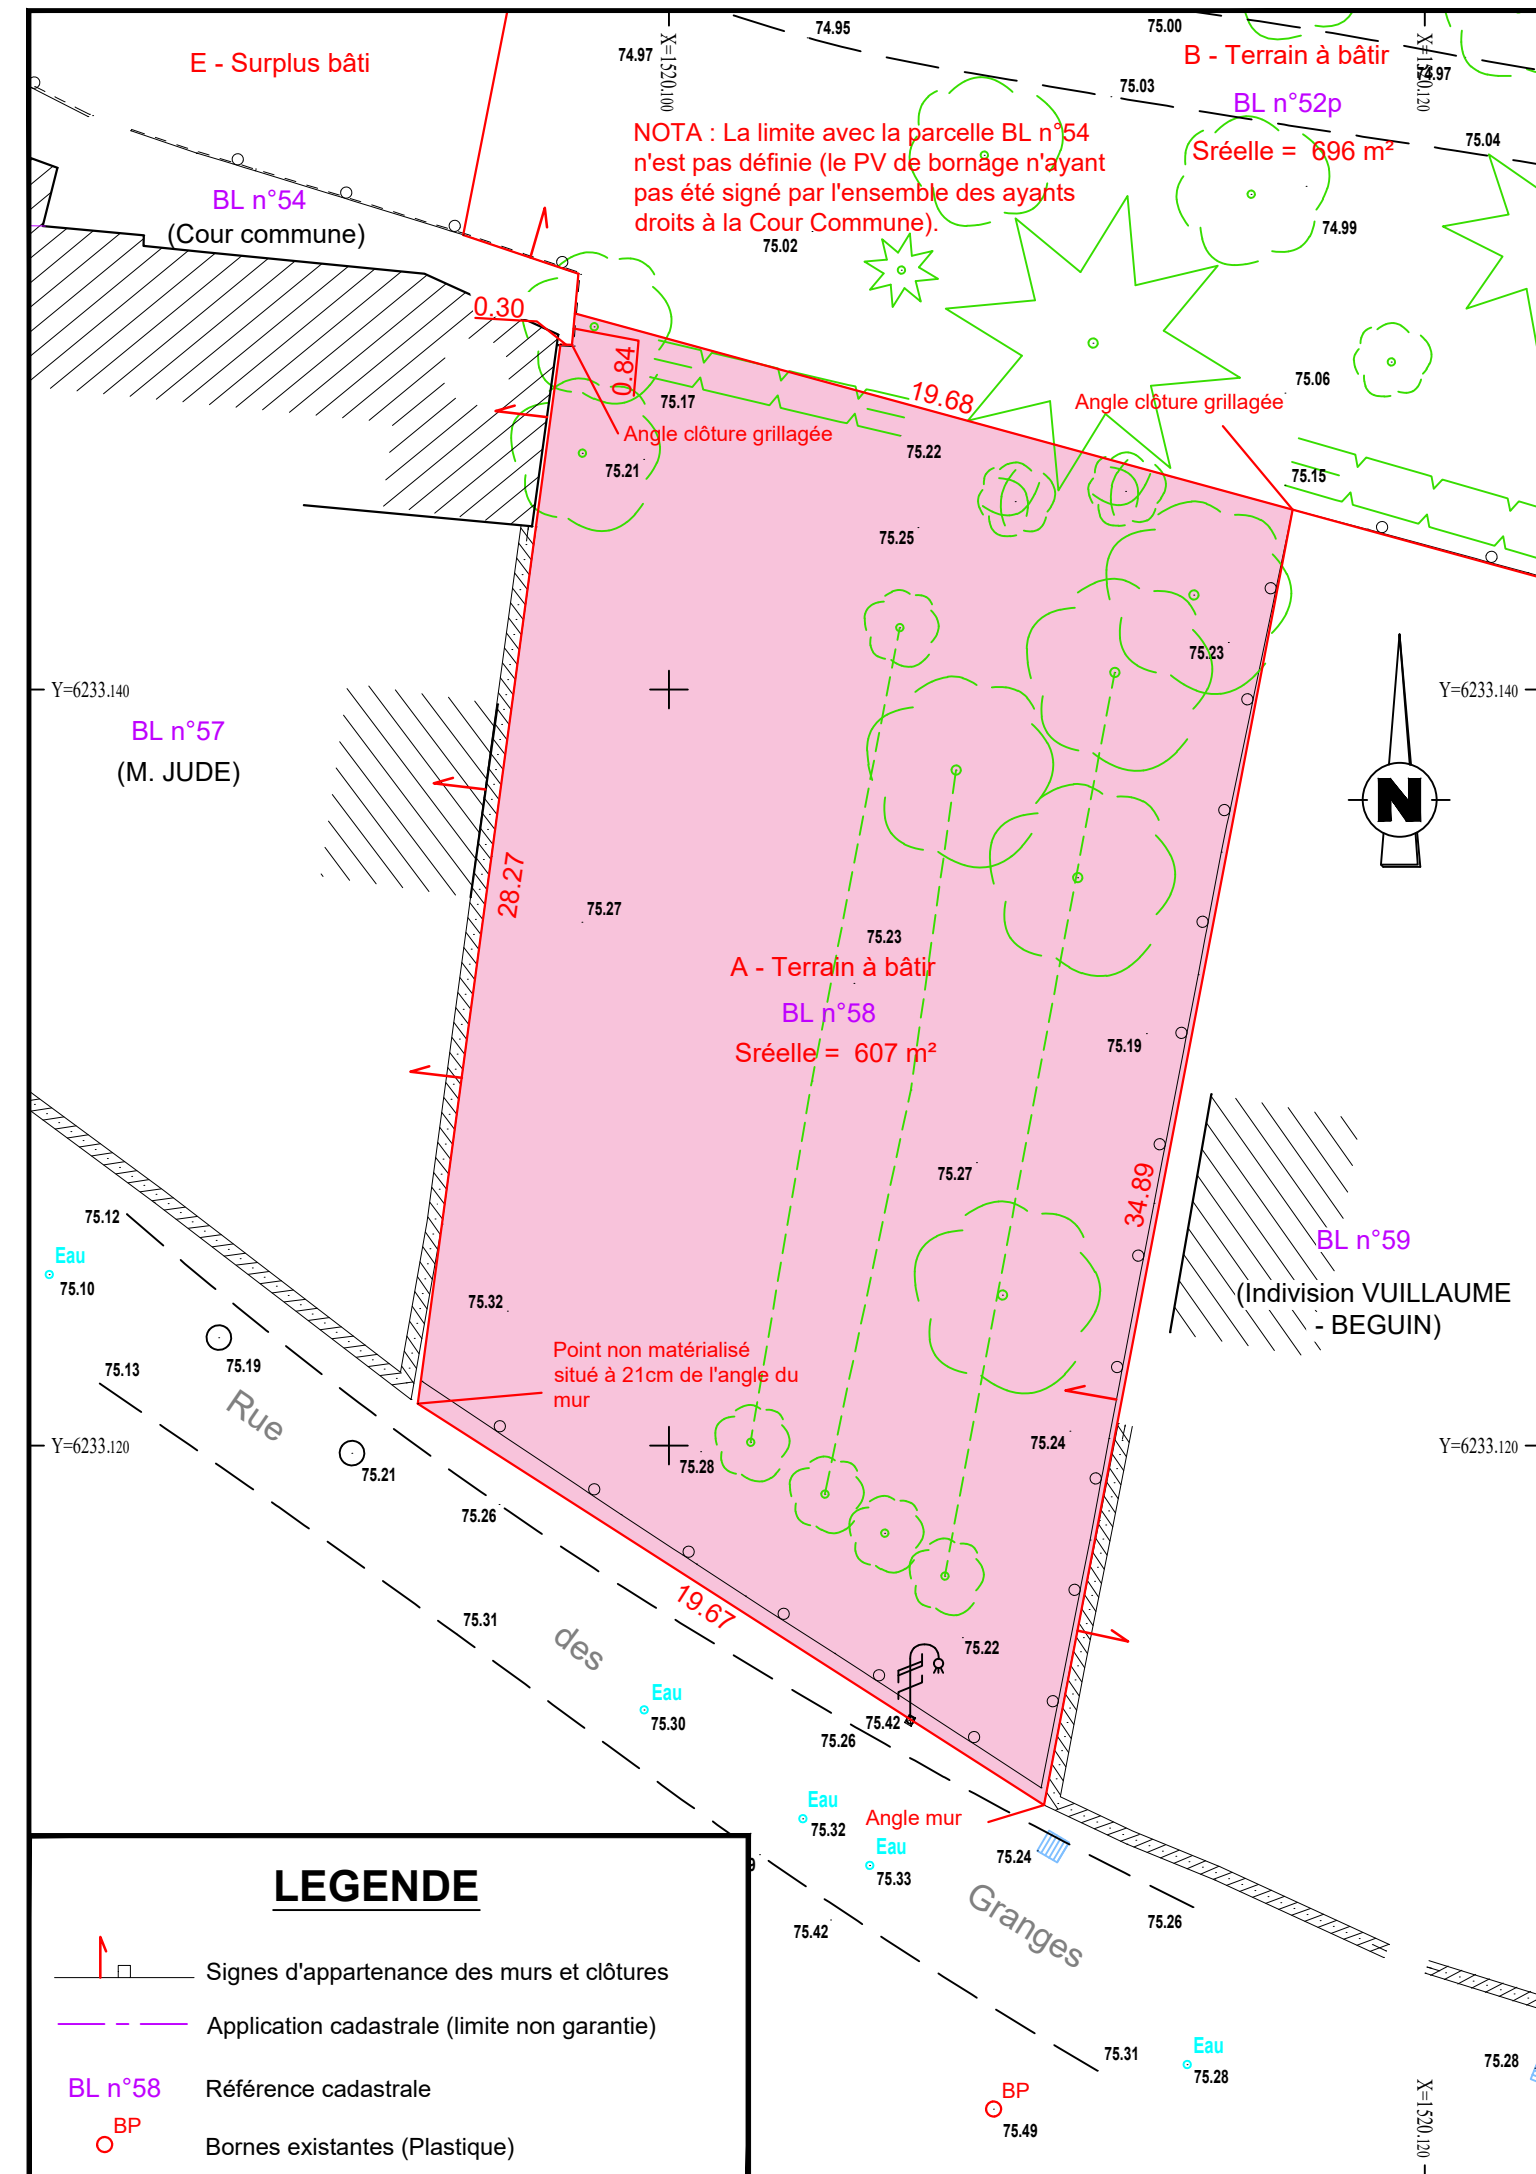 74.95
75.00
E - Surplus bâti
74.97
X=1520.100
B - Terrain à bâtir
74.97
X=1520.120
75.03
BL n°52p
NOTA : La limite avec la parcelle BL n°54
n'est pas définie (le PV de bornage n'ayant
pas été signé par l'ensemble des ayants
droits à la Cour Commune).
Sréelle = 696 m²
75.04
BL n°54
(Cour commune)
75.02
74.99
0.30
0.84
75.17
19.68
75.06
Angle clôture grillagée
Angle clôture grillagée
75.21
75.22
75.15
75.25
75.23
Y=6233.140
Y=6233.140
BL n°57
(M. JUDE)
N
28.27
75.27
75.23
A - Terrain à bâtir
BL n°58
Sréelle = 607 m²
75.19
75.27
34.89
75.12
Eau
75.10
BL n°59
(Indivision VUILLAUME
- BEGUIN)
75.32
75.19
75.13
Point non matérialisé
situé à 21cm de l'angle du
mur
Rue
Y=6233.120
75.24
Y=6233.120
75.28
75.21
75.26
19.67
75.31
des
75.22
Eau
75.30
75.42
75.26
Eau
75.32
Angle mur
Eau
75.33
75.24
Granges
75.26
75.42
LEGENDE
Signes d'appartenance des murs et clôtures
Application cadastrale (limite non garantie)
BL n°58
Référence cadastrale
BP
Bornes existantes (Plastique)
75.31
Eau
75.28
75.28
BP
75.49
X=1520.120